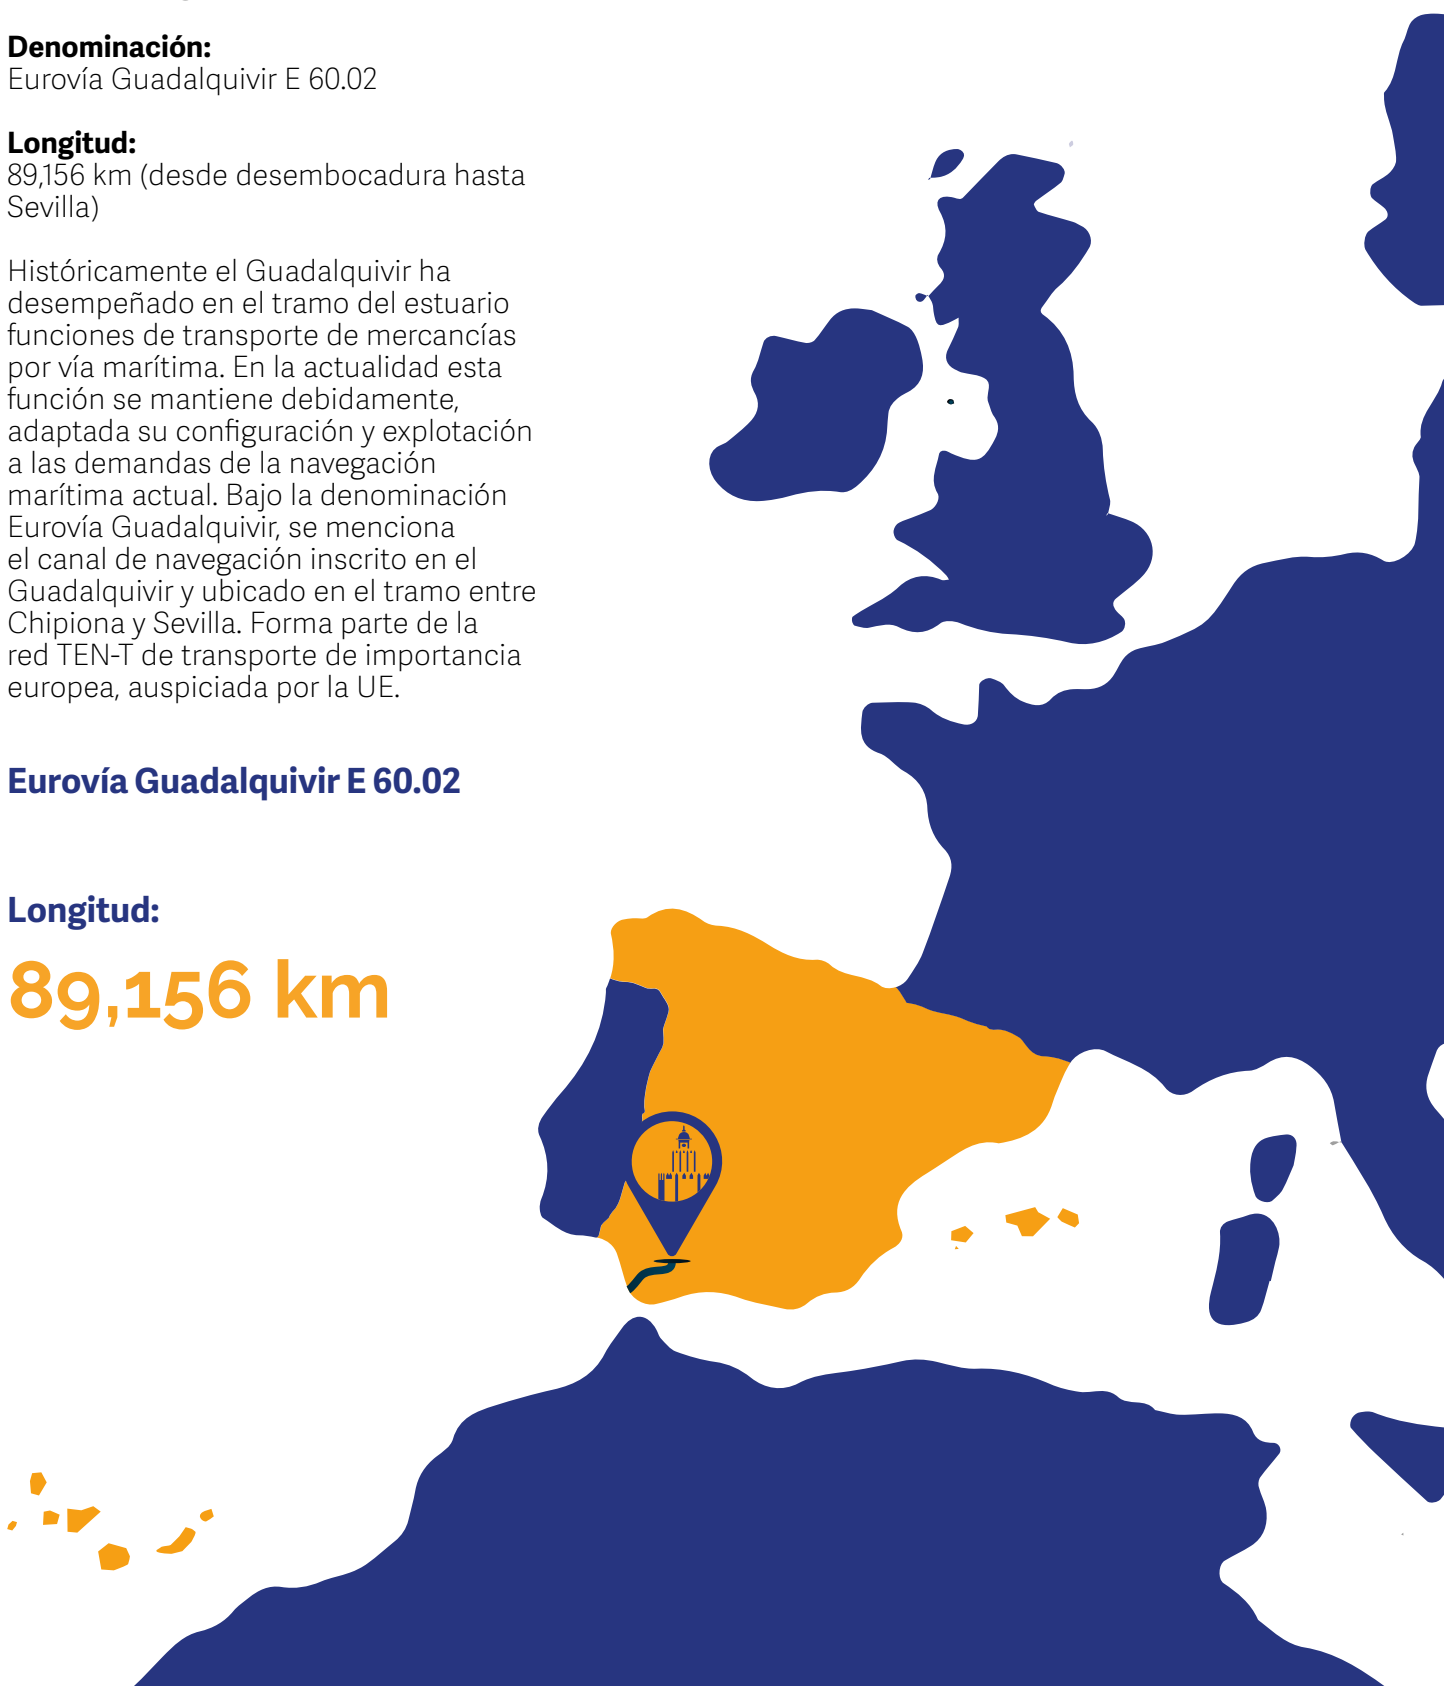 Denominación:
Eurovía Guadalquivir E 60.02
Longitud:
89,156 km (desde desembocadura hasta
Sevilla)
Históricamente el Guadalquivir ha
desempeñado en el tramo del estuario
funciones de transporte de mercancías
por vía marítima. En la actualidad esta
función se mantiene debidamente,
adaptada su configuración y explotación
a las demandas de la navegación
marítima actual. Bajo la denominación
Eurovía Guadalquivir, se menciona
el canal de navegación inscrito en el
Guadalquivir y ubicado en el tramo entre
Chipiona y Sevilla. Forma parte de la
red TEN-T de transporte de importancia
europea, auspiciada por la UE.
Eurovía Guadalquivir E 60.02
Longitud:
89,156 km